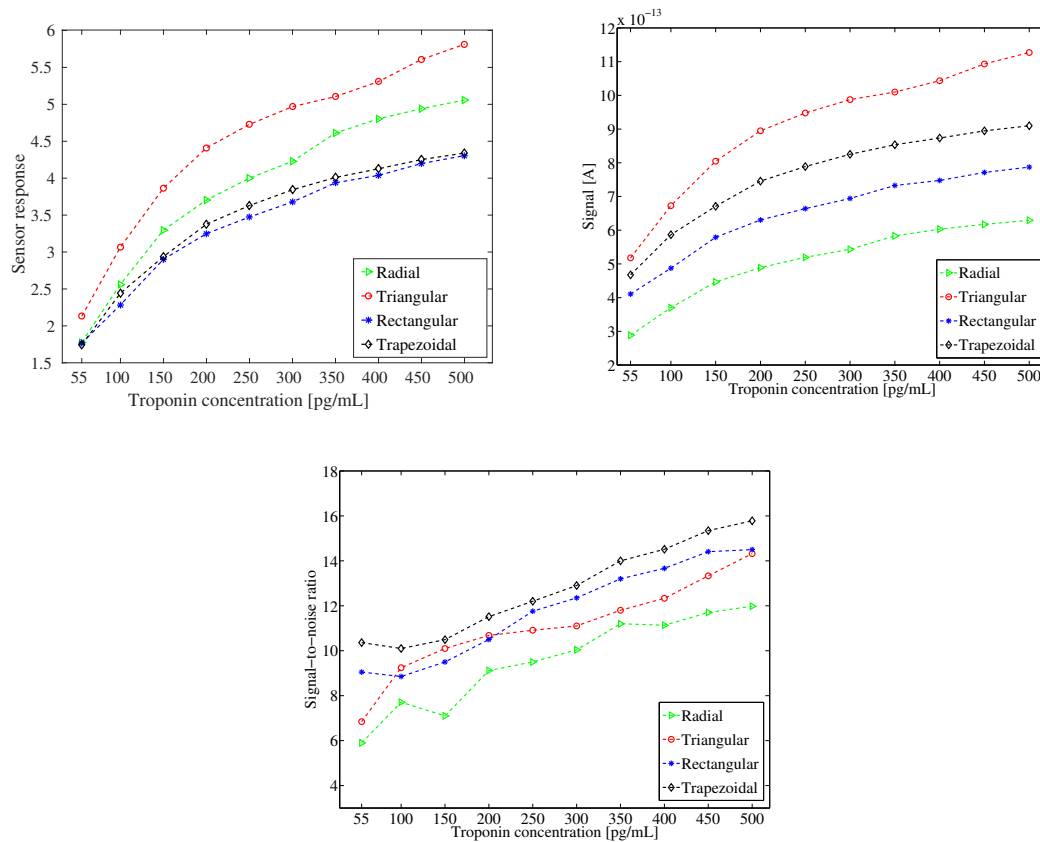 6
5.5
5
4.5
4
3.5
3
2.5
2
1.5
Sensor response
55 100 150 200 250 300 350 400 450 500
Troponin concentration [pg/mL]
Radial
Triangular
Rectangular
Trapezoidal
x 10⁻¹³
12
11
10
9
8
7
6
5
4
3
2
Signal [A]
55 100 150 200 250 300 350 400 450 500
Troponin concentration [pg/mL]
Radial
Triangular
Rectangular
Trapezoidal
18
16
14
12
10
8
6
4
Signal−to−noise ratio
55 100 150 200 250 300 350 400 450 500
Troponin concentration [pg/mL]
Radial
Triangular
Rectangular
Trapezoidal